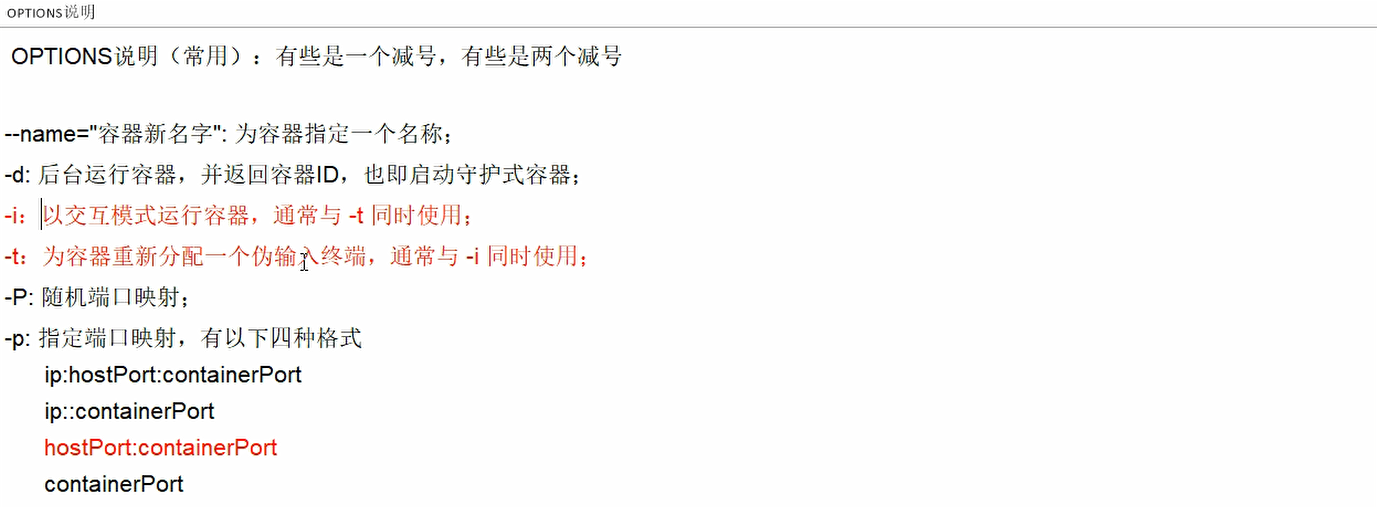 OPTIONS说明
OPTIONS说明（常用）：有些是一个减号，有些是两个减号
--name="容器新名字": 为容器指定一个名称；
-d: 后台运行容器，并返回容器ID，也即启动守护式容器；
-i：以交互模式运行容器，通常与 -t 同时使用；
-t：为容器重新分配一个伪输入终端，通常与 -i 同时使用；
-P: 随机端口映射；
-p: 指定端口映射，有以下四种格式
ip:hostPort:containerPort
ip::containerPort
hostPort:containerPort
containerPort